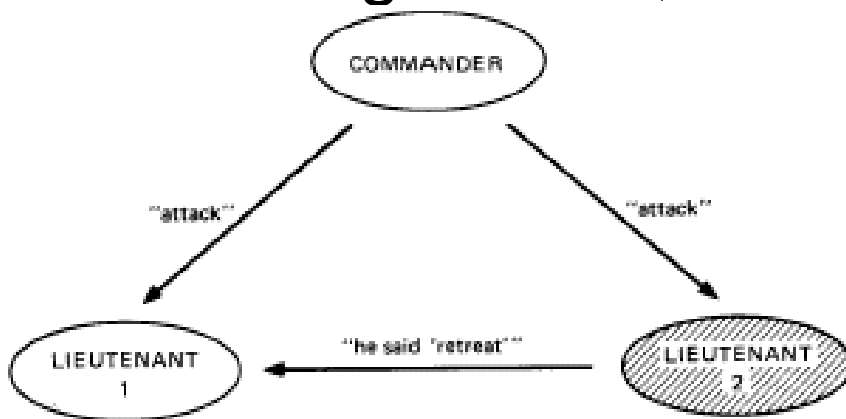 COMMANDER
"attack"
"attack"
"he said 'retreat'"
LIEUTENANT
1
LIEUTENANT
2